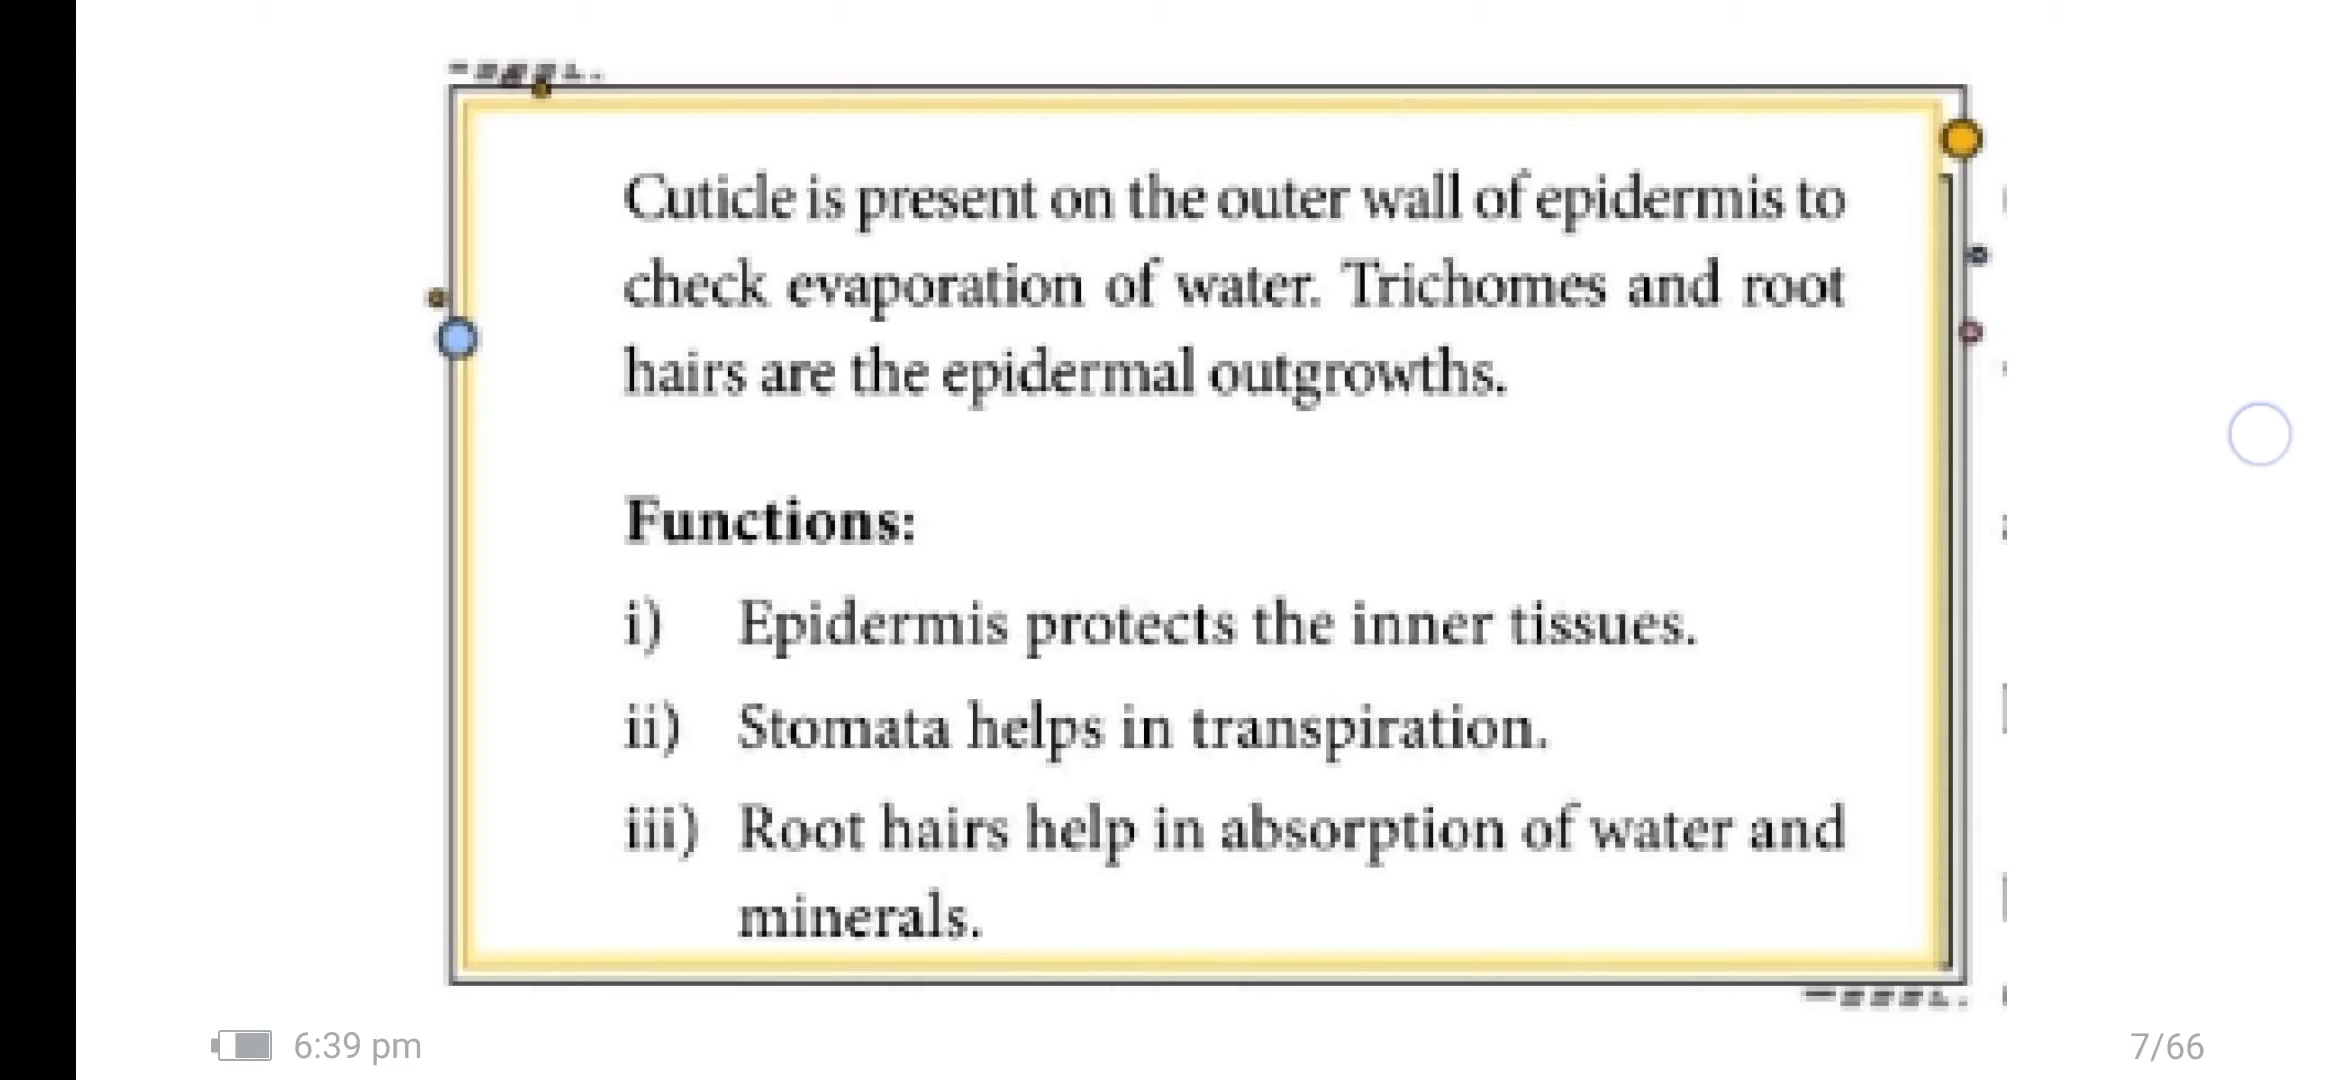 Cuticle is present on the outer wall of epidermis to
check evaporation of water. Trichomes and root
hairs are the epidermal outgrowths.
Functions:
i) Epidermis protects the inner tissues.
ii) Stomata helps in transpiration.
iii) Root hairs help in absorption of water and
minerals.
6:39 pm
7/66